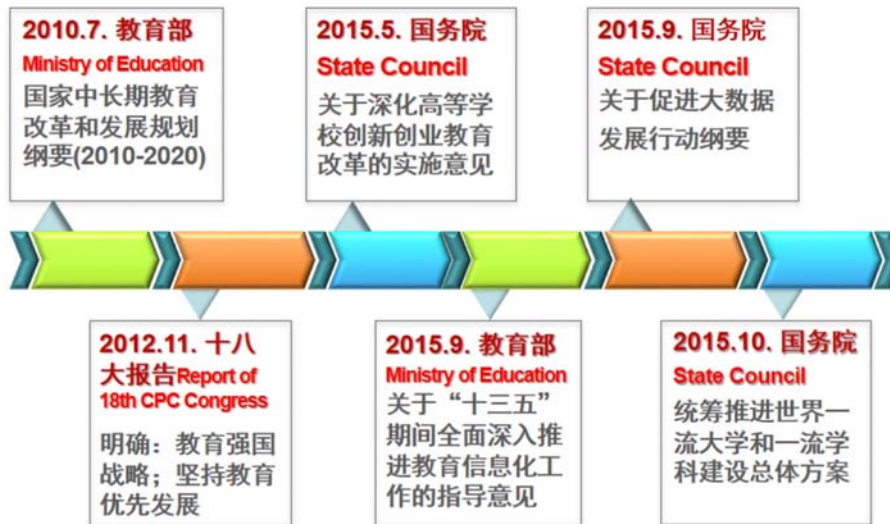 2010.7. 教育部
Ministry of Education
国家中长期教育
改革和发展规划
纲要(2010-2020)
2015.5. 国务院
State Council
关于深化高等学
校创新创业教育
改革的实施意见
2015.9. 国务院
State Council
关于促进大数据
发展行动纲要
2012.11. 十八
大报告Report of
18th CPC Congress
明确：教育强国
战略；坚持教育
优先发展
2015.9. 教育部
Ministry of Education
关于“十三五”
期间全面深入推
进教育信息化工
作的指导意见
2015.10. 国务院
State Council
统筹推进世界一
流大学和一流学
科建设总体方案